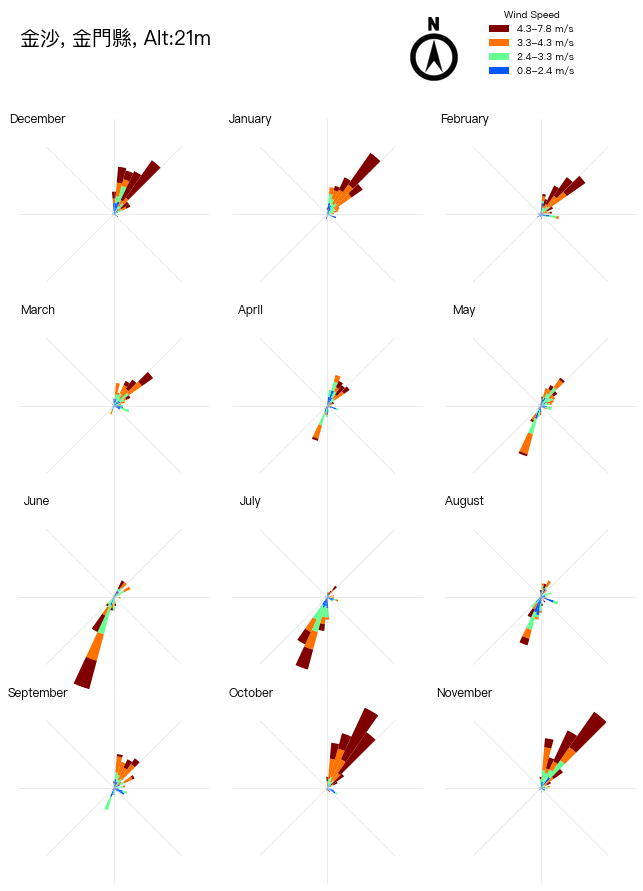 金沙, 金門縣, Alt:21m
N
Wind Speed
4.3–7.8 m/s
3.3–4.3 m/s
2.4–3.3 m/s
0.8–2.4 m/s
December
January
February
March
April
May
June
July
August
September
October
November